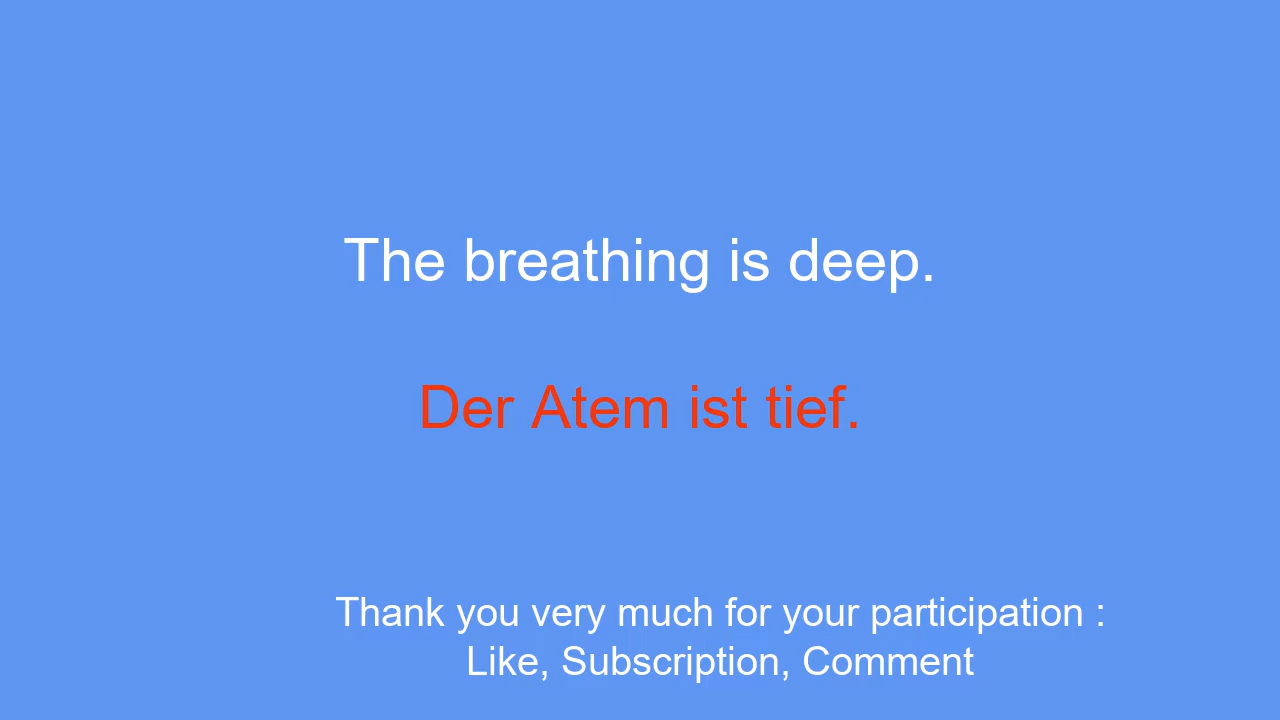 The breathing is deep.
Der Atem ist tief.
Thank you very much for your participation :
Like, Subscription, Comment